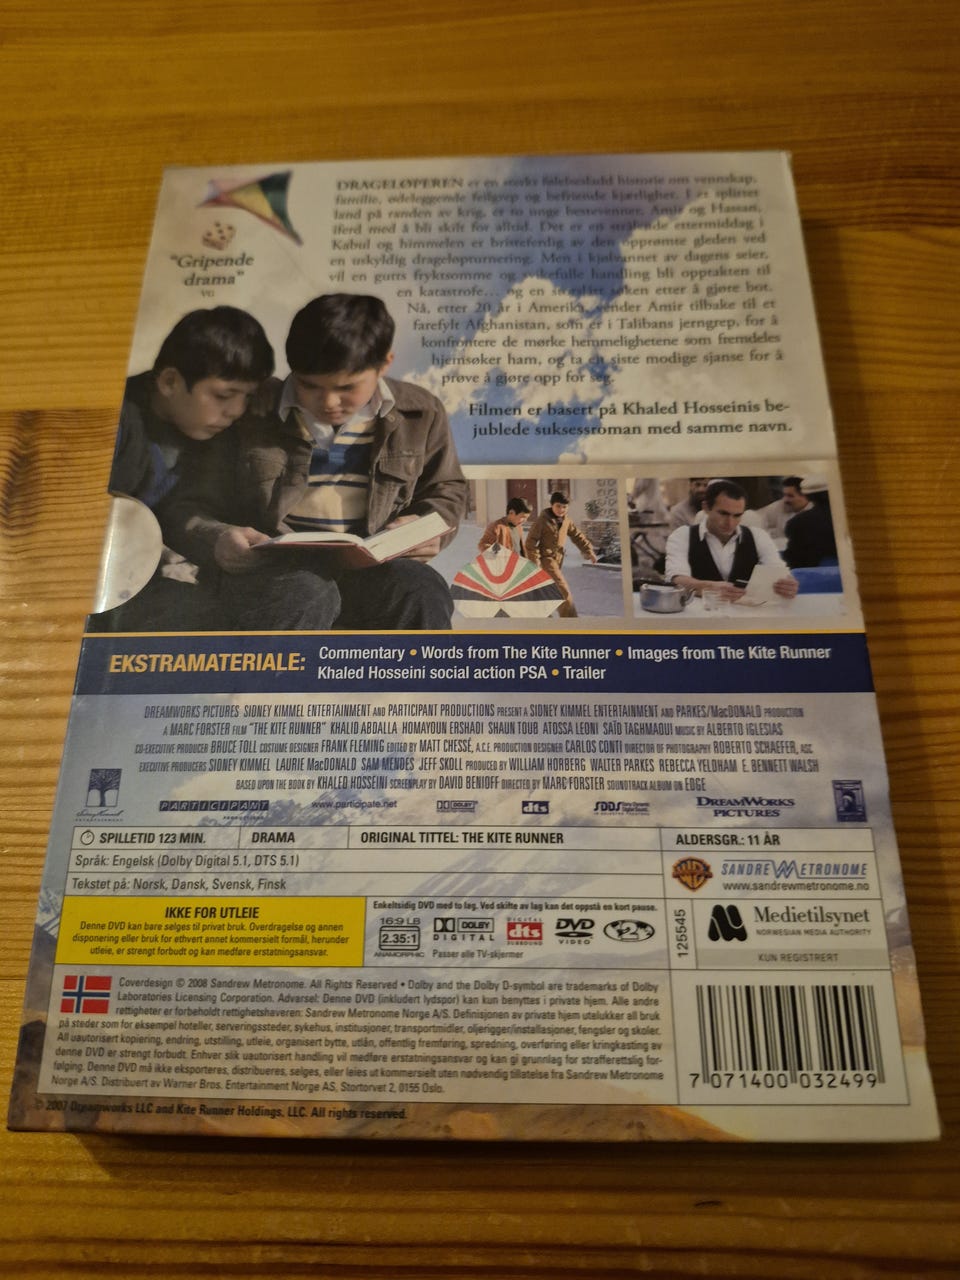 DRAGELØPEREN er en sterk følelsesladd historie om vennskap,
familie, ødeleggende feilgrep og befriende kjærlighet. I et splittet
land på randen av krig, er to unge bestevenner, Amir og Hassan,
iferd med å bli skilt for alltid. Det er en strålende ettermiddag i
Kabul og himmelen er bristeferdig av den opprømte gleden ved
en uskyldig drageløpturnering. Men i kjølvannet av dagens seier,
vil en gutts fryktsomme og svikefulle handling bli opptakten til
en katastrofe... og en storslått søken etter å gjøre bot.
Nå, etter 20 år i Amerika, vender Amir tilbake til et
farefylt Afghanistan, som er i Talibans jerngrep, for å
konfrontere de mørke hemmelighetene som fremdeles
hjemsøker ham, og ta en siste modige sjanse for å
prøve å gjøre opp for seg.
Filmen er basert på Khaled Hosseinis be-
jublede suksessroman med samme navn.
"Gripende
drama"
VG
EKSTRAMATERIALE: Commentary • Words from The Kite Runner • Images from The Kite Runner
Khaled Hosseini social action PSA • Trailer
DREAMWORKS PICTURES SIDNEY KIMMEL ENTERTAINMENT AND PARTICIPANT PRODUCTIONS PRESENT A SIDNEY KIMMEL ENTERTAINMENT AND PARKES/MacDONALD PRODUCTION
A MARC FORSTER FILM "THE KITE RUNNER" KHALID ABDALLA HOMAYOUN ERSHADI SHAUN TOUB ATOSSA LEONI SAÏD TAGHMAOUI MUSIC BY ALBERTO IGLESIAS
CO-EXECUTIVE PRODUCER BRUCE TOLL COSTUME DESIGNER FRANK FLEMING EDITED BY MATT CHESSÉ, A.C.E. PRODUCTION DESIGNER CARLOS CONTI DIRECTOR OF PHOTOGRAPHY ROBERTO SCHAEFER, ASC
EXECUTIVE PRODUCERS SIDNEY KIMMEL LAURIE MacDONALD SAM MENDES JEFF SKOLL PRODUCED BY WILLIAM HORBERG WALTER PARKES REBECCA YELDHAM E. BENNETT WALSH
BASED UPON THE BOOK BY KHALED HOSSEINI SCREENPLAY BY DAVID BENIOFF DIRECTED BY MARC FORSTER SOUNDTRACK ALBUM ON EDGE
Sidney Kimmel
ENTERTAINMENT
PARTICIPANT
PRODUCTIONS
www.participate.net
DOLBY
dts
SDDS
DREAMWORKS
PICTURES
SPILLETID 123 MIN. DRAMA ORIGINAL TITTEL: THE KITE RUNNER ALDERSGR.: 11 ÅR
Språk: Engelsk (Dolby Digital 5.1, DTS 5.1)
Tekstet på: Norsk, Dansk, Svensk, Finsk
WB
SANDREW METRONOME
www.sandrewmetronome.no
IKKE FOR UTLEIE
Denne DVD kan bare selges til privat bruk. Overdragelse og annen
disponering eller bruk for ethvert annet kommersielt formål, herunder
utleie, er strengt forbudt og kan medføre erstatningsansvar.
Enkeltsidig DVD med to lag. Ved skifte av lag kan det oppstå en kort pause.
16:9 LB
2.35:1
ANAMORPHIC
DOLBY
DIGITAL
DIGITAL
dts
SURROUND
DVD
VIDEO
2
Passer alle TV-skjermer
125545
Medietilsynet
NORWEGIAN MEDIA AUTHORITY
KUN REGISTRERT
Coverdesign © 2008 Sandrew Metronome. All Rights Reserved • Dolby and the Dolby D-symbol are trademarks of Dolby
Laboratories Licensing Corporation. Advarsel: Denne DVD (inkludert lydspor) kan kun benyttes i private hjem. Alle andre
rettigheter er forbeholdt rettighetshaveren: Sandrew Metronome Norge A/S. Definisjonen av private hjem utelukker all bruk
på steder som for eksempel hoteller, serveringssteder, sykehus, institusjoner, transportmidler, oljerigger/installasjoner, fengsler og skoler.
All uautorisert kopiering, endring, utstilling, utleie, organisert bytte, utlån, offentlig fremføring, spredning, overføring eller kringkasting av
denne DVD er strengt forbudt. Enhver slik uautorisert handling vil medføre erstatningsansvar og kan gi grunnlag for strafferettslig for-
følging. Denne DVD må ikke eksporteres, distribueres, selges, eller leies ut kommersielt uten nødvendig tillatelse fra Sandrew Metronome
Norge A/S. Distribuert av Warner Bros. Entertainment Norge AS, Stortorvet 2, 0155 Oslo.
7 071400 032499
© 2007 Dreamworks LLC and Kite Runner Holdings, LLC. All rights reserved.